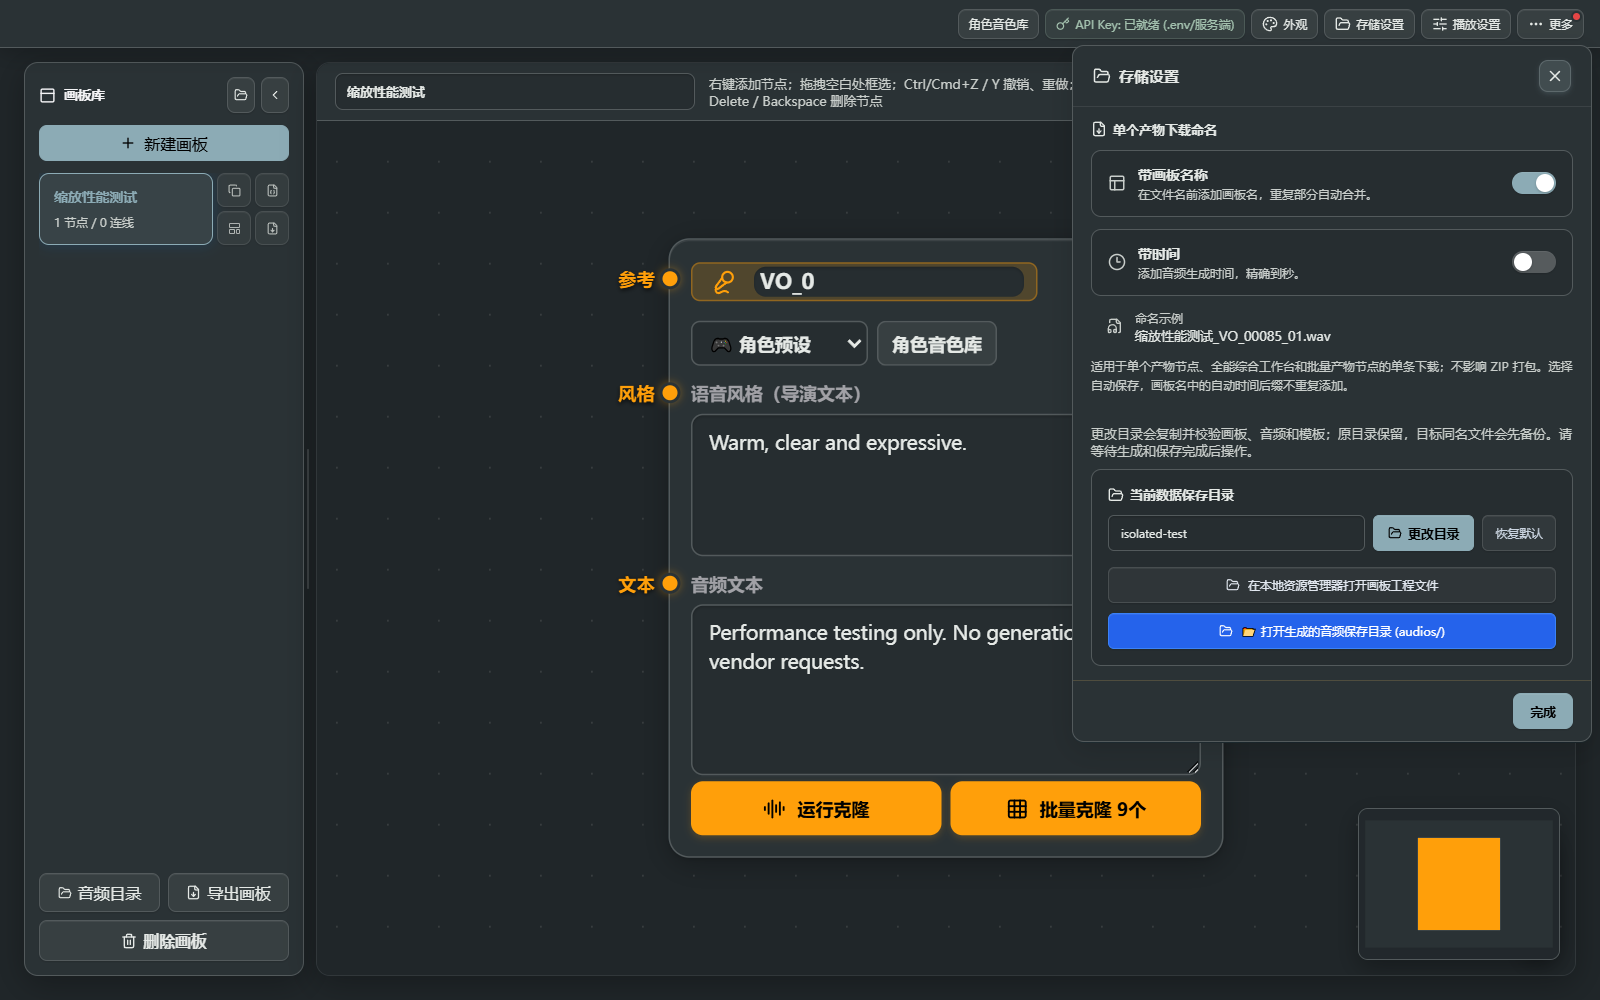 角色音色库
API Key: 已就绪 (.env/服务端)
外观
存储设置
播放设置
更多
画板库
新建画板
缩放性能测试
1 节点 / 0 连线
音频目录
导出画板
删除画板
缩放性能测试
右键添加节点；拖拽空白处框选；Ctrl/Cmd+Z / Y 撤销、重做；
Delete / Backspace 删除节点
参考
VO_0
角色预设
角色音色库
风格
语音风格（导演文本）
Warm, clear and expressive.
文本
音频文本
Performance testing only. No generatio
vendor requests.
运行克隆
批量克隆 9个
存储设置
单个产物下载命名
带画板名称
在文件名前添加画板名，重复部分自动合并。
带时间
添加音频生成时间，精确到秒。
命名示例
缩放性能测试_VO_00085_01.wav
适用于单个产物节点、全能综合工作台和批量产物节点的单条下载；不影响 ZIP 打包。选择
自动保存，画板名中的自动时间后缀不重复添加。
更改目录会复制并校验画板、音频和模板；原目录保留，目标同名文件会先备份。请
等待生成和保存完成后操作。
当前数据保存目录
isolated-test
更改目录
恢复默认
在本地资源管理器打开画板工程文件
打开生成的音频保存目录 (audios/)
完成